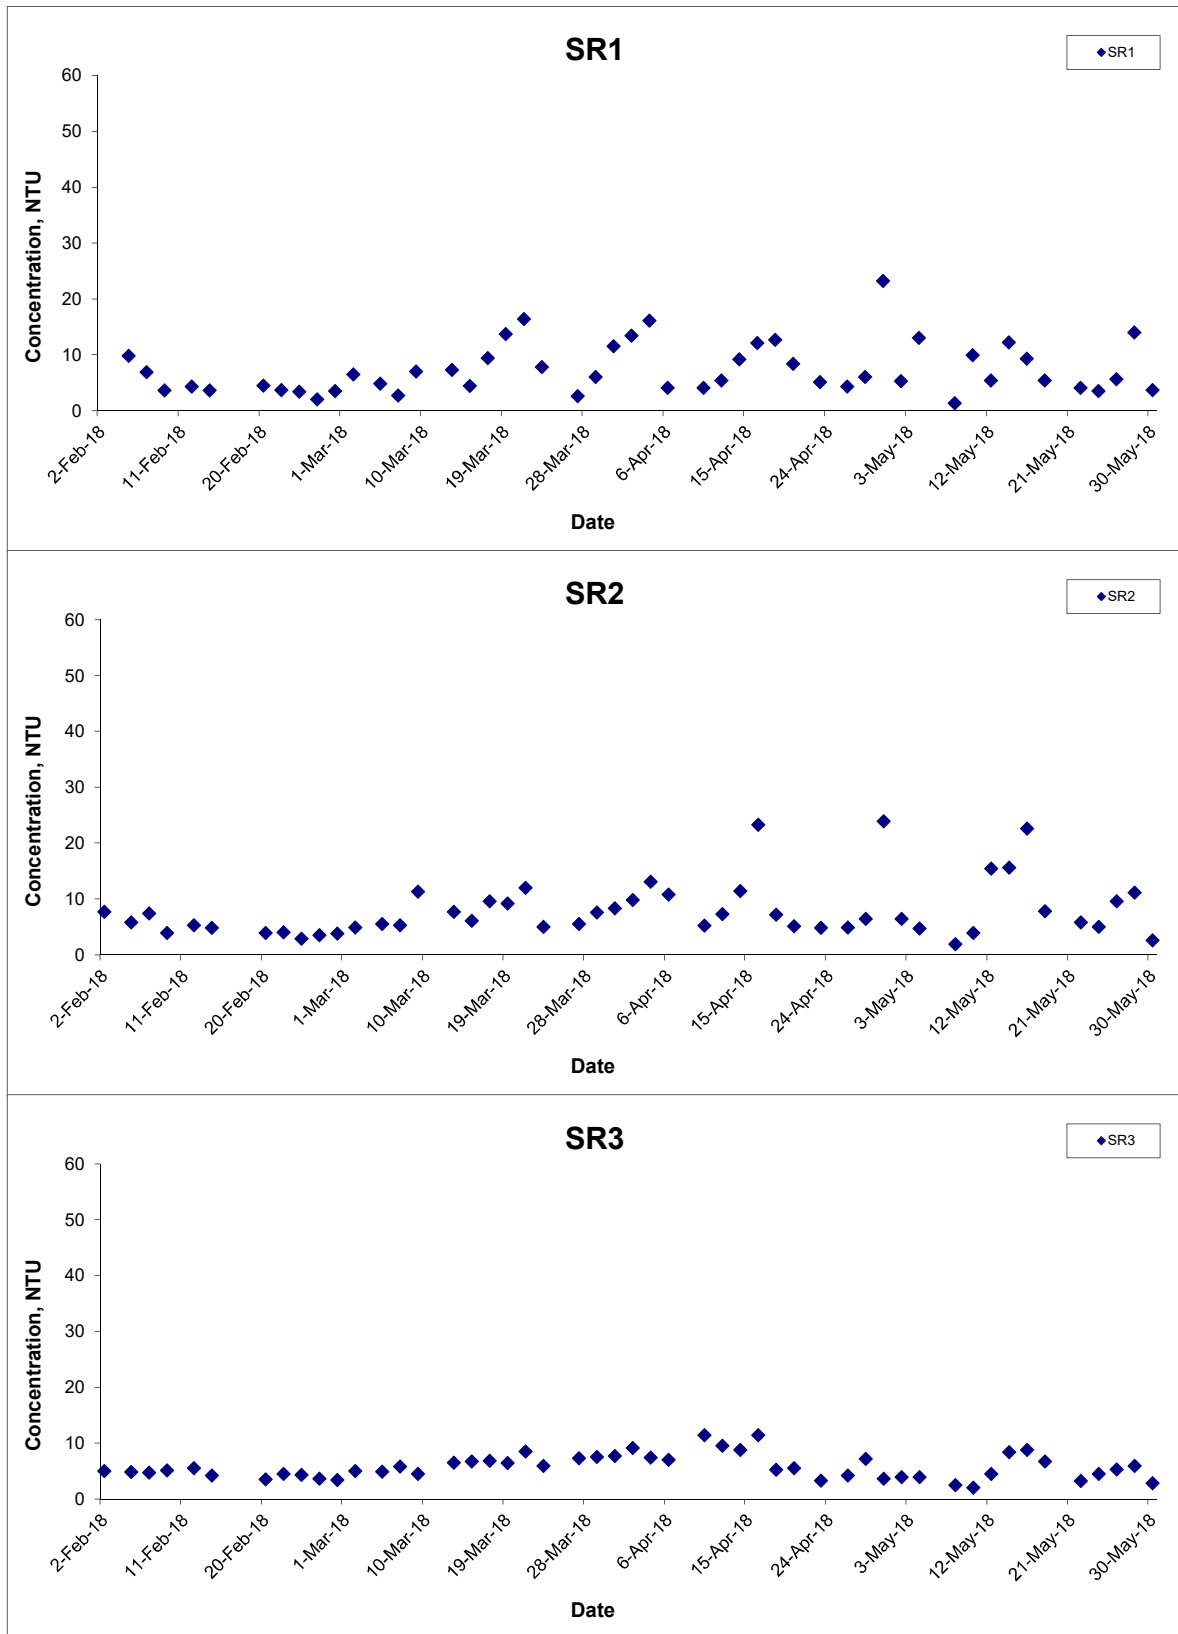 SR1
SR1
60
50
40
30
20
10
0
Concentration, NTU
2-Feb-18 11-Feb-18 20-Feb-18 1-Mar-18 10-Mar-18 19-Mar-18 28-Mar-18 6-Apr-18 15-Apr-18 24-Apr-18 3-May-18 12-May-18 21-May-18 30-May-18
Date
SR2
SR2
60
50
40
30
20
10
0
Concentration, NTU
2-Feb-18 11-Feb-18 20-Feb-18 1-Mar-18 10-Mar-18 19-Mar-18 28-Mar-18 6-Apr-18 15-Apr-18 24-Apr-18 3-May-18 12-May-18 21-May-18 30-May-18
Date
SR3
SR3
60
50
40
30
20
10
0
Concentration, NTU
2-Feb-18 11-Feb-18 20-Feb-18 1-Mar-18 10-Mar-18 19-Mar-18 28-Mar-18 6-Apr-18 15-Apr-18 24-Apr-18 3-May-18 12-May-18 21-May-18 30-May-18
Date